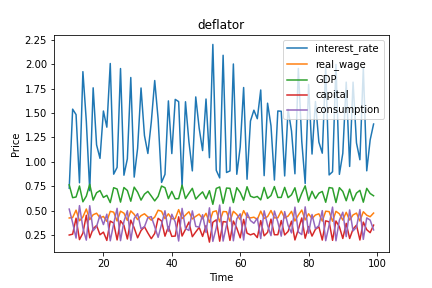 deflator
2.25
2.00
1.75
1.50
1.25
1.00
0.75
0.50
0.25
Price
20
40
60
80
100
Time
interest_rate
real_wage
GDP
capital
consumption